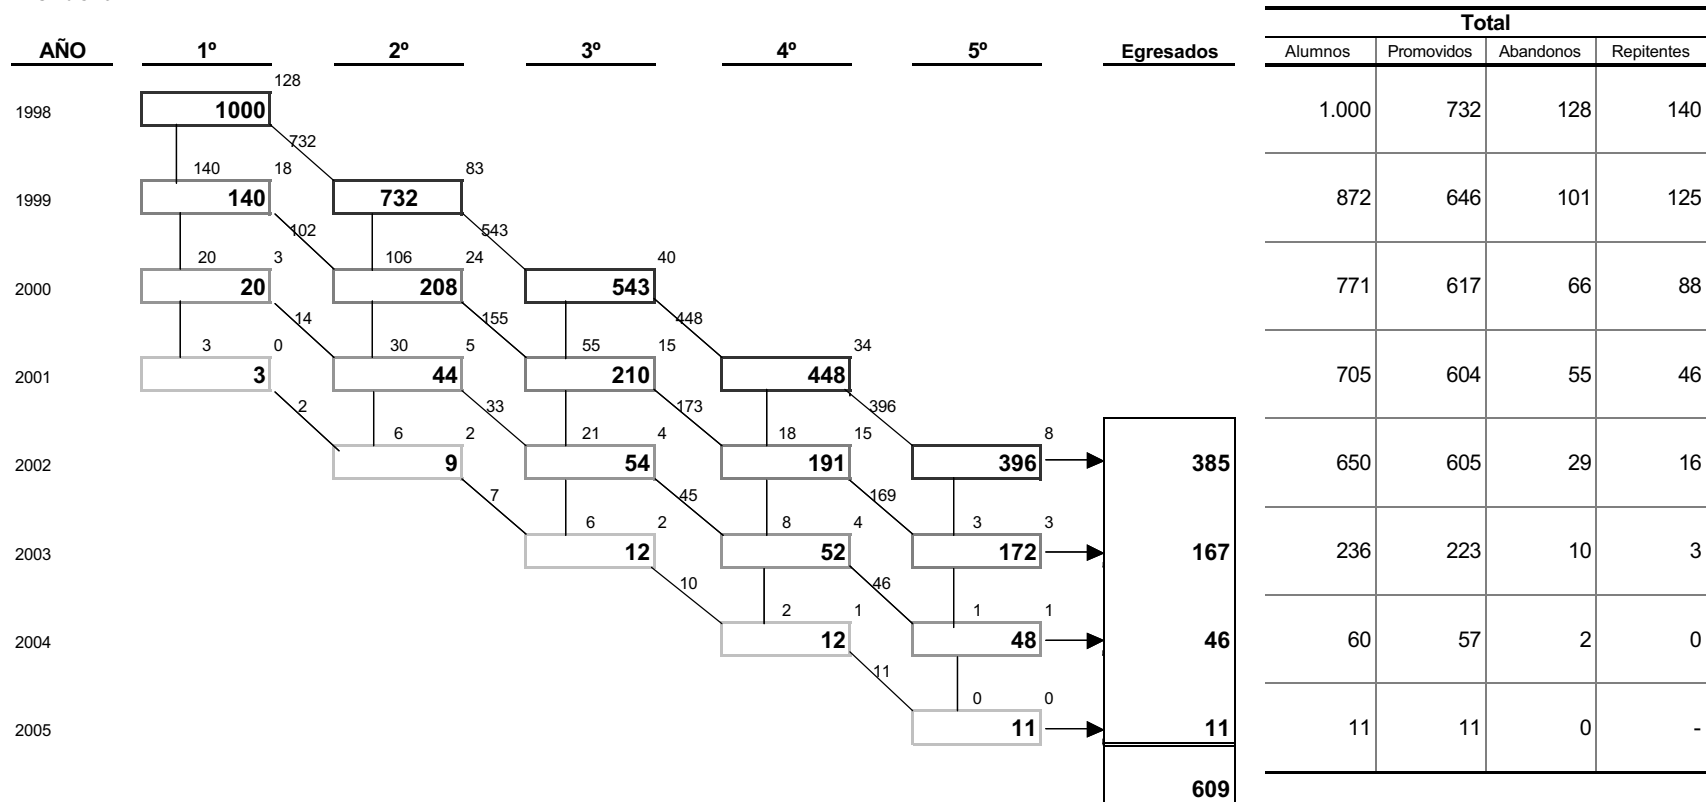 Total
AÑO 1º 2º 3º 4º 5º Egresados Alumnos Promovidos Abandonos Repitentes
128
1998 1000 1.000 732 128 140
732
140 18 83
1999 140 732 872 646 101 125
102 543
20 3 106 24 40
2000 20 208 543 771 617 66 88
14 155 448
3 0 30 5 55 15 34
2001 3 44 210 448 705 604 55 46
2 33 173 396
6 2 21 4 18 15 8
2002 9 54 191 396 385 650 605 29 16
7 45 169
6 2 8 4 3 3
2003 12 52 172 167 236 223 10 3
10 46
2 1 1 1
2004 12 48 46 60 57 2 0
11
0 0
2005 11 11 11 11 0 -
609